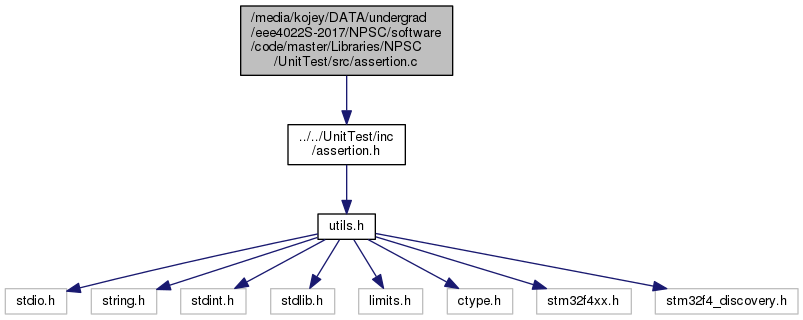 /media/kojey/DATA/undergrad
/eee4022S-2017/NPSC/software
/code/master/Libraries/NPSC
/UnitTest/src/assertion.c
../../UnitTest/inc
/assertion.h
utils.h
stdio.h
string.h
stdint.h
stdlib.h
limits.h
ctype.h
stm32f4xx.h
stm32f4_discovery.h